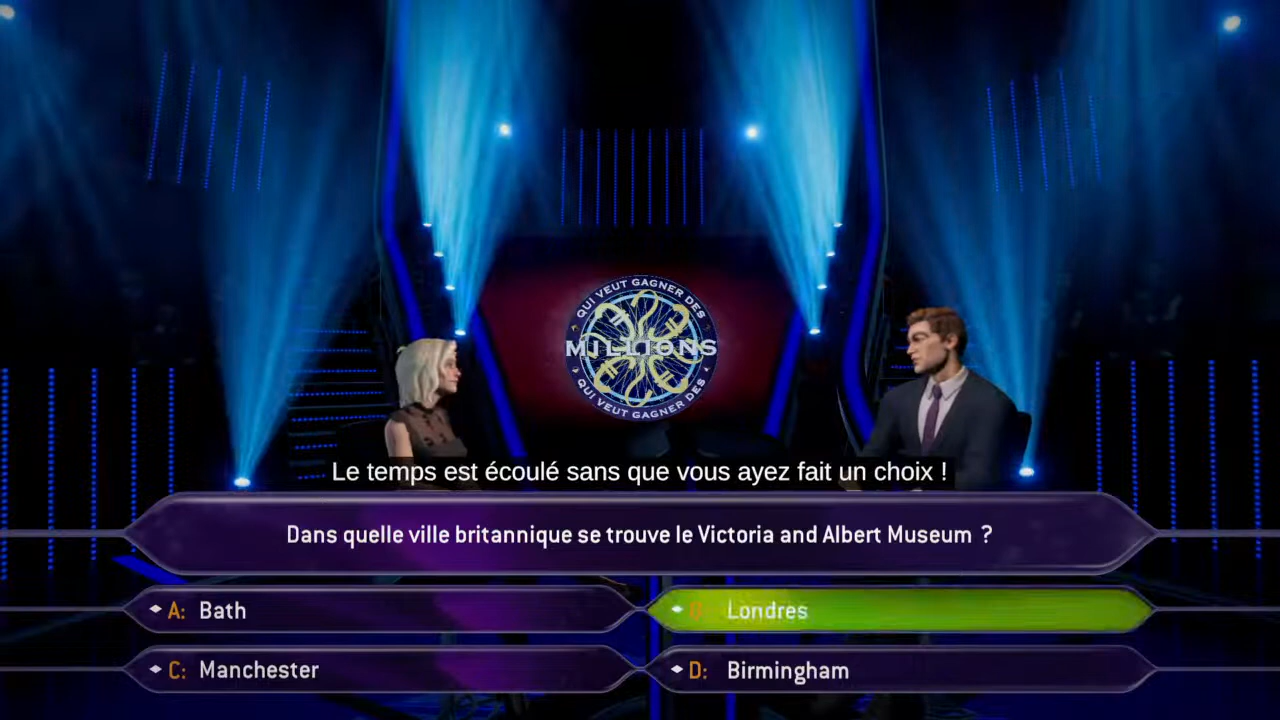 QUI VEUT GAGNER DES
MILLIONS
QUI VEUT GAGNER DES
Le temps est écoulé sans que vous ayez fait un choix !
Dans quelle ville britannique se trouve le Victoria and Albert Museum ?
A: Bath
B: Londres
C: Manchester
D: Birmingham